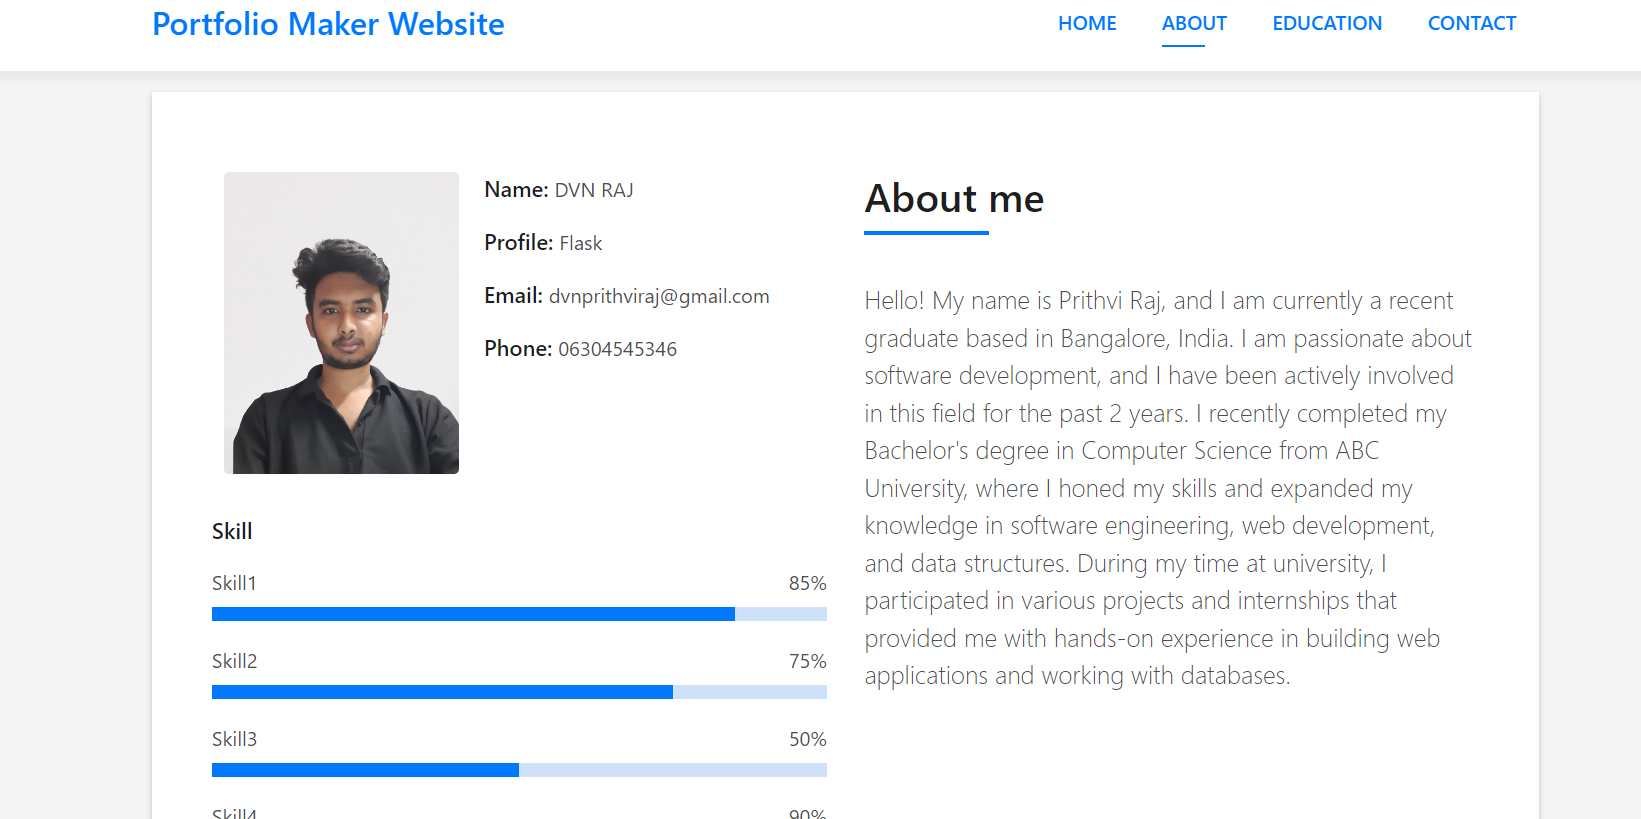 Portfolio Maker Website
HOME ABOUT EDUCATION CONTACT
Name: DVN RAJ
Profile: Flask
Email: dvnprithviraj@gmail.com
Phone: 06304545346
Skill
Skill1 85%
Skill2 75%
Skill3 50%
Skill4 90%
About me
Hello! My name is Prithvi Raj, and I am currently a recent
graduate based in Bangalore, India. I am passionate about
software development, and I have been actively involved
in this field for the past 2 years. I recently completed my
Bachelor's degree in Computer Science from ABC
University, where I honed my skills and expanded my
knowledge in software engineering, web development,
and data structures. During my time at university, I
participated in various projects and internships that
provided me with hands-on experience in building web
applications and working with databases.